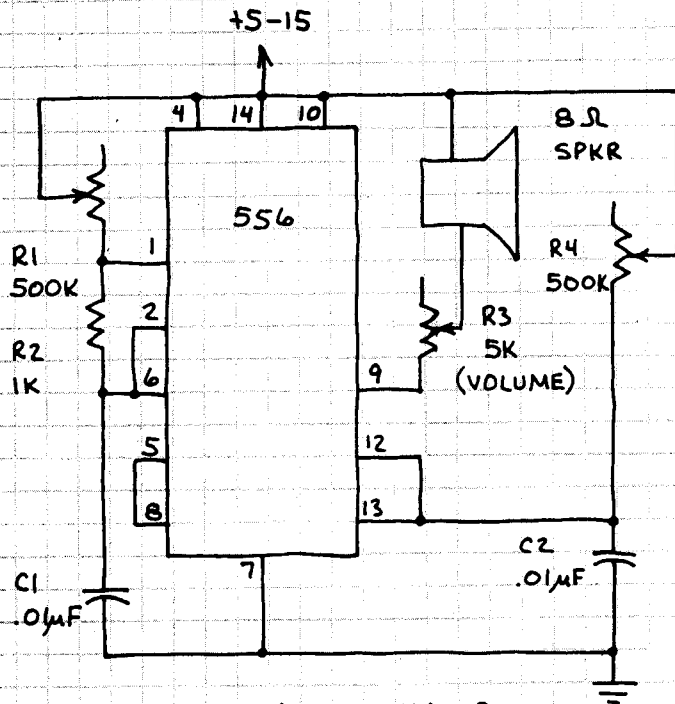 +5-15
4 14 10
8Ω
SPKR
556
1
R1
500K
R4
500K
2
R3
5K
(VOLUME)
R2
1K
6
9
5
12
8
13
7
C1
.01μF
C2
.01μF